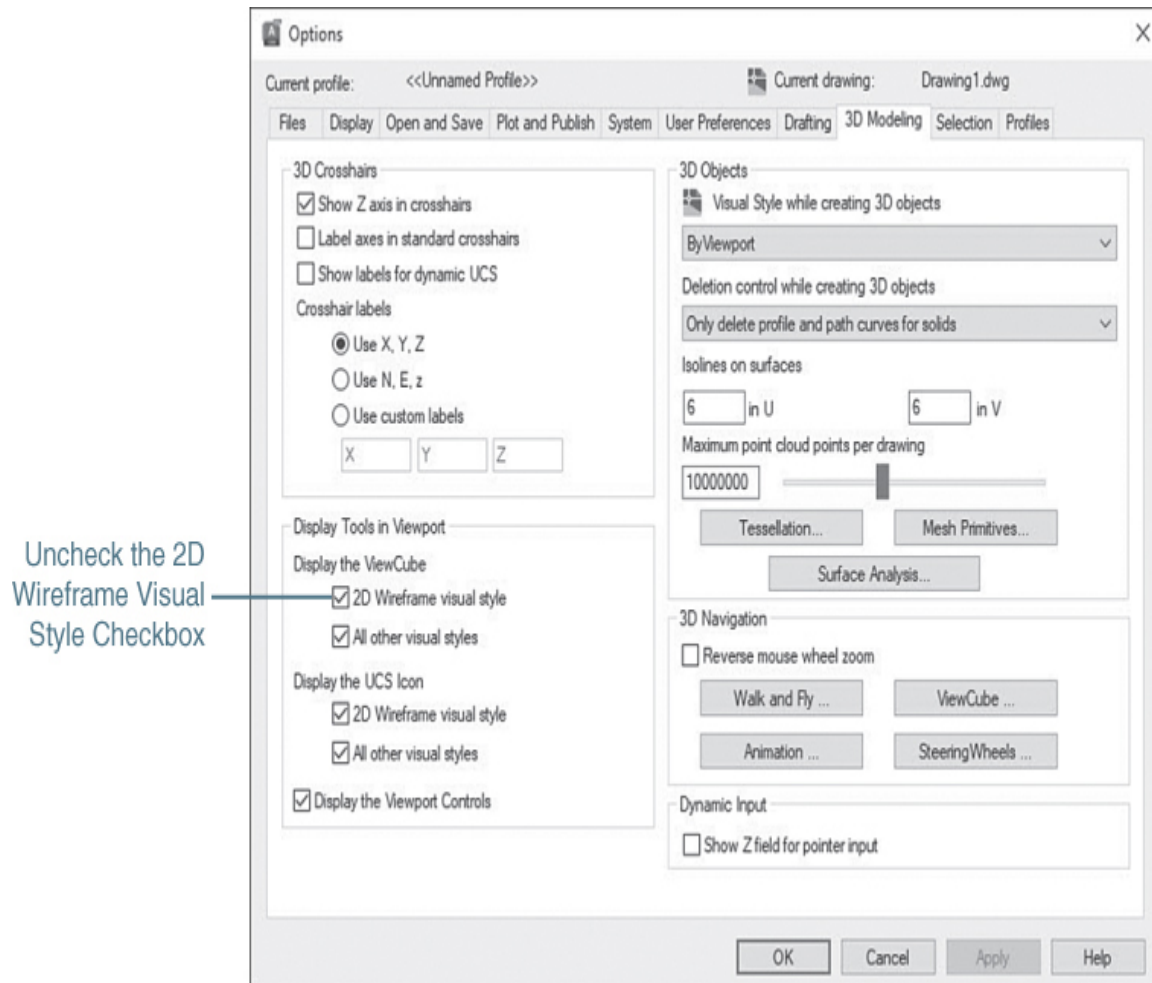 Options
Current profile: <<Unnamed Profile>> Current drawing: Drawing1.dwg
Files Display Open and Save Plot and Publish System User Preferences Drafting 3D Modeling Selection Profiles
3D Crosshairs
Show Z axis in crosshairs
Label axes in standard crosshairs
Show labels for dynamic UCS
Crosshair labels
Use X, Y, Z
Use N, E, z
Use custom labels
X Y Z
Display Tools in Viewport
Display the ViewCube
2D Wireframe visual style
All other visual styles
Display the UCS Icon
2D Wireframe visual style
All other visual styles
Display the Viewport Controls
Uncheck the 2D
Wireframe Visual
Style Checkbox
3D Objects
Visual Style while creating 3D objects
ByViewport
Deletion control while creating 3D objects
Only delete profile and path curves for solids
Isolines on surfaces
6 in U 6 in V
Maximum point cloud points per drawing
10000000
Tessellation... Mesh Primitives...
Surface Analysis...
3D Navigation
Reverse mouse wheel zoom
Walk and Fly ... ViewCube ...
Animation ... SteeringWheels ...
Dynamic Input
Show Z field for pointer input
OK Cancel Apply Help